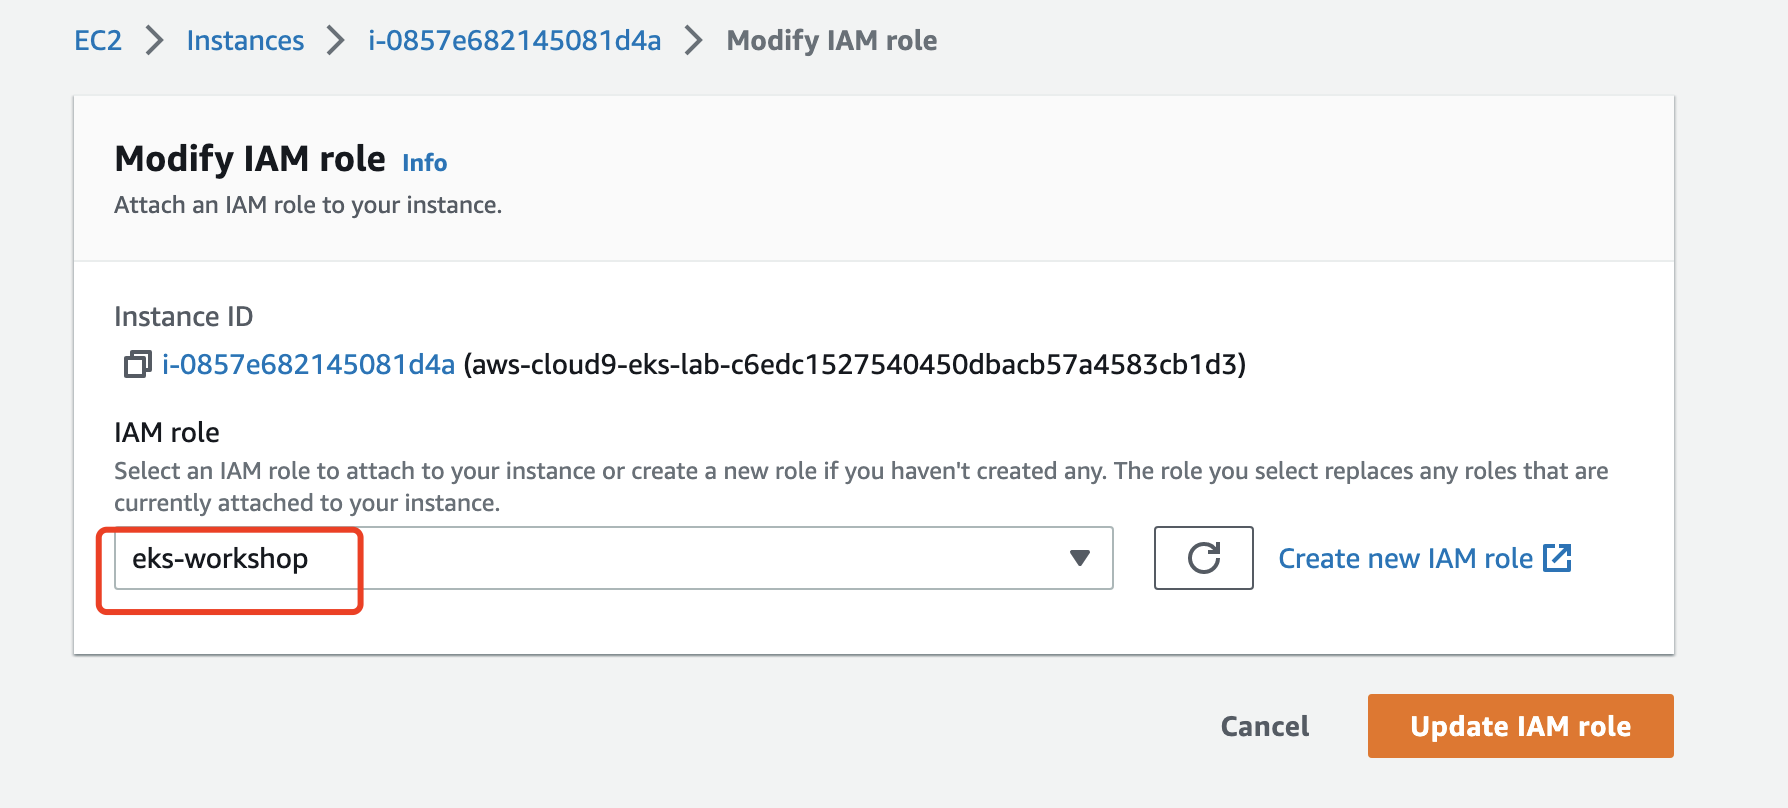 EC2 > Instances > i-0857e682145081d4a > Modify IAM role
Modify IAM role Info
Attach an IAM role to your instance.
Instance ID
i-0857e682145081d4a (aws-cloud9-eks-lab-c6edc1527540450dbacb57a4583cb1d3)
IAM role
Select an IAM role to attach to your instance or create a new role if you haven't created any. The role you select replaces any roles that are
currently attached to your instance.
eks-workshop Create new IAM role
Cancel Update IAM role